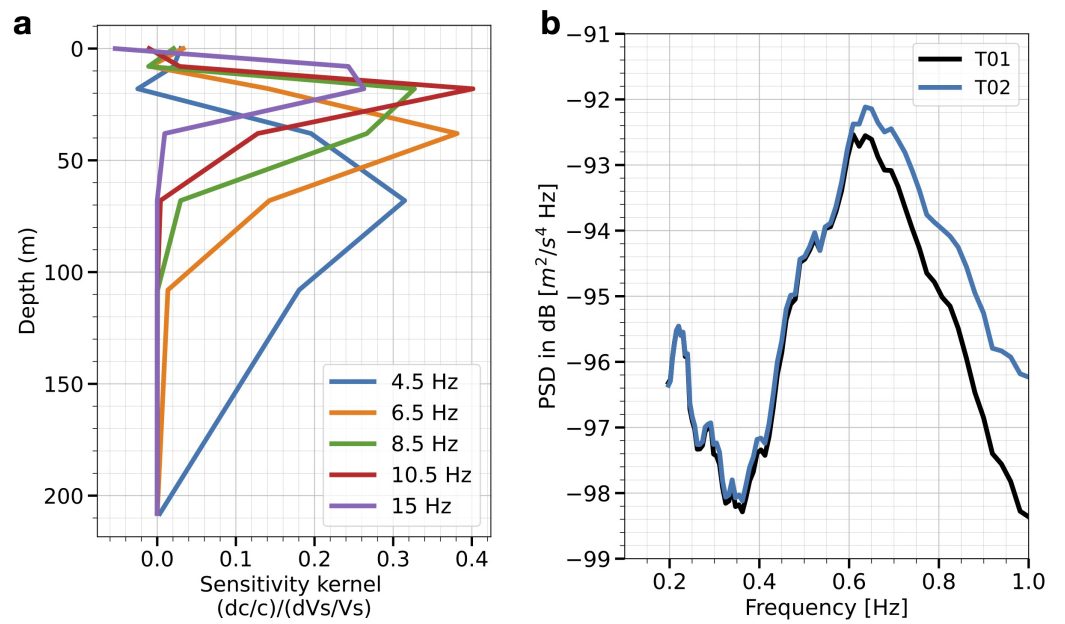 a
0
50
100
150
200
Depth (m)
0.0 0.1 0.2 0.3 0.4
Sensitivity kernel
(dc/c)/(dVs/Vs)
4.5 Hz
6.5 Hz
8.5 Hz
10.5 Hz
15 Hz
b
−91
−92
−93
−94
−95
−96
−97
−98
−99
PSD in dB [m²/s⁴ Hz]
0.2 0.4 0.6 0.8 1.0
Frequency [Hz]
T01
T02